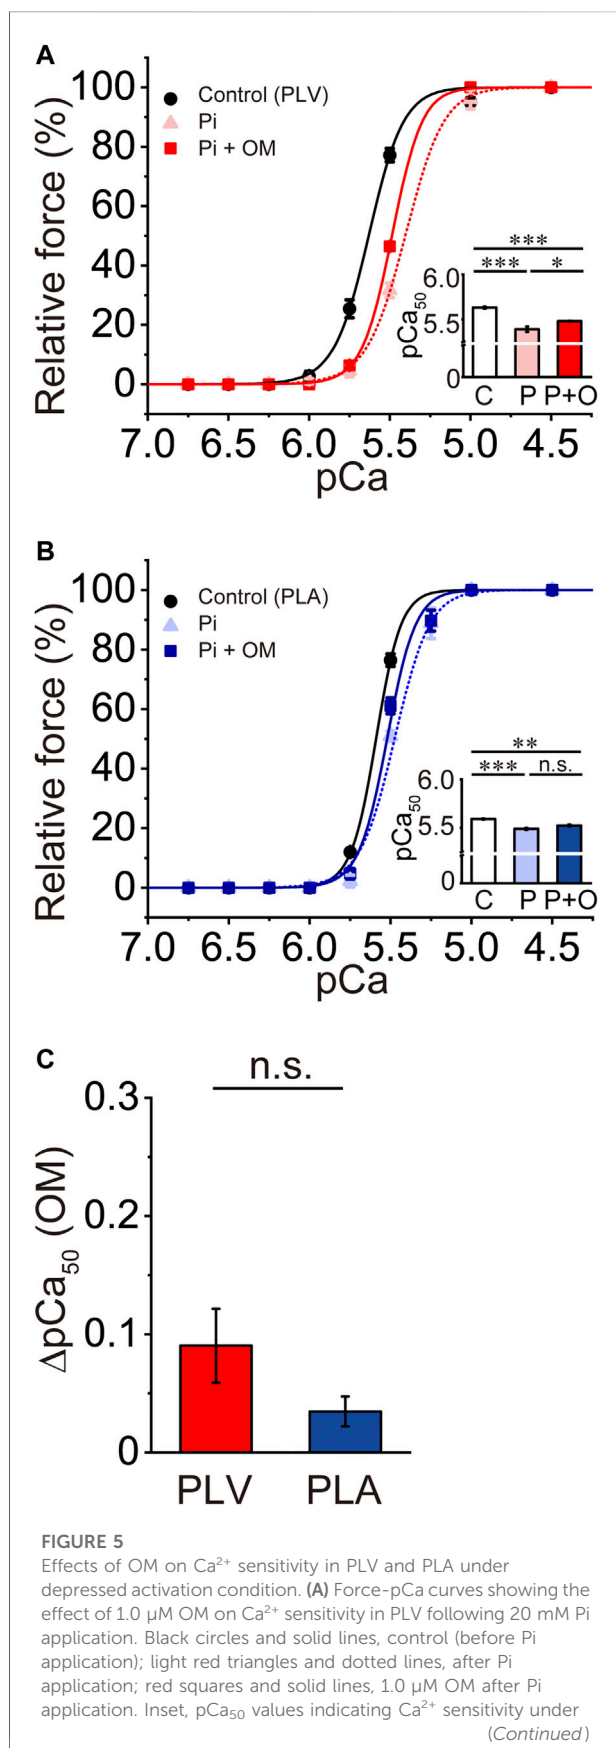 A
Relative force (%)
100
80
60
40
20
0
Control (PLV)
Pi
Pi + OM
7.0 6.5 6.0 5.5 5.0 4.5
pCa
pCa50
6.0
5.5
0
***
*** *
C P P+O
B
Relative force (%)
100
80
60
40
20
0
Control (PLA)
Pi
Pi + OM
7.0 6.5 6.0 5.5 5.0 4.5
pCa
pCa50
6.0
5.5
0
**
*** n.s.
C P P+O
C
ΔpCa50 (OM)
0.3
0.2
0.1
0
n.s.
PLV PLA
FIGURE 5
Effects of OM on Ca²⁺ sensitivity in PLV and PLA under
depressed activation condition. (A) Force-pCa curves showing the
effect of 1.0 µM OM on Ca²⁺ sensitivity in PLV following 20 mM Pi
application. Black circles and solid lines, control (before Pi
application); light red triangles and dotted lines, after Pi
application; red squares and solid lines, 1.0 µM OM after Pi
application. Inset, pCa₅₀ values indicating Ca²⁺ sensitivity under
(Continued)